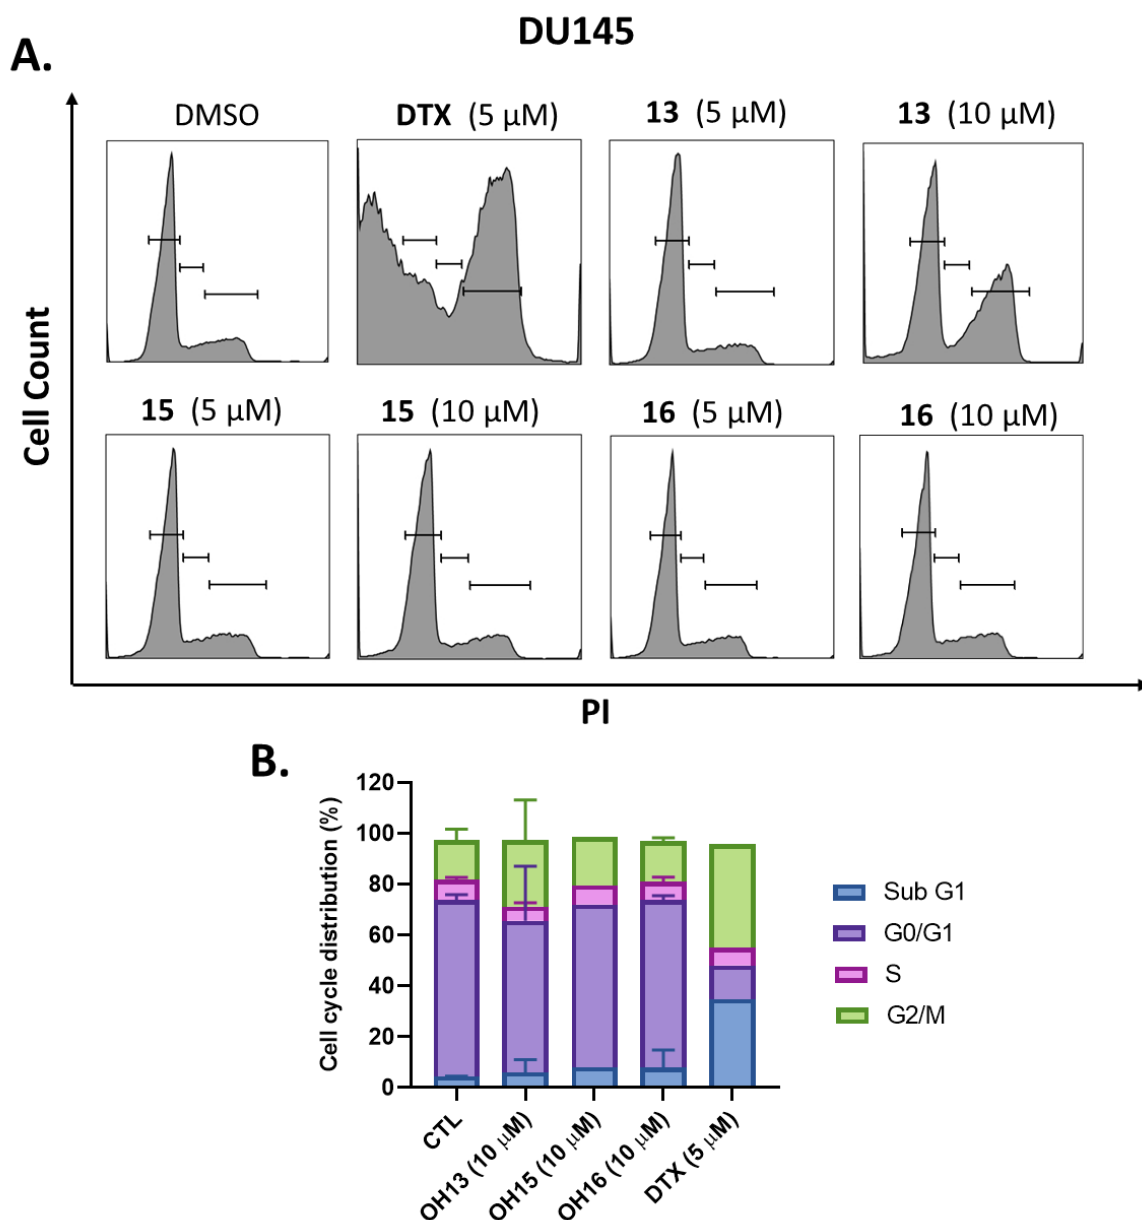 DU145
A.
DMSO
DTX (5 µM)
13 (5 µM)
13 (10 µM)
Cell Count
15 (5 µM)
15 (10 µM)
16 (5 µM)
16 (10 µM)
PI
B.
Cell cycle distribution (%)
120
100
80
60
40
20
0
CTL
OH13 (10 µM)
OH15 (10 µM)
OH16 (10 µM)
DTX (5 µM)
Sub G1
G0/G1
S
G2/M